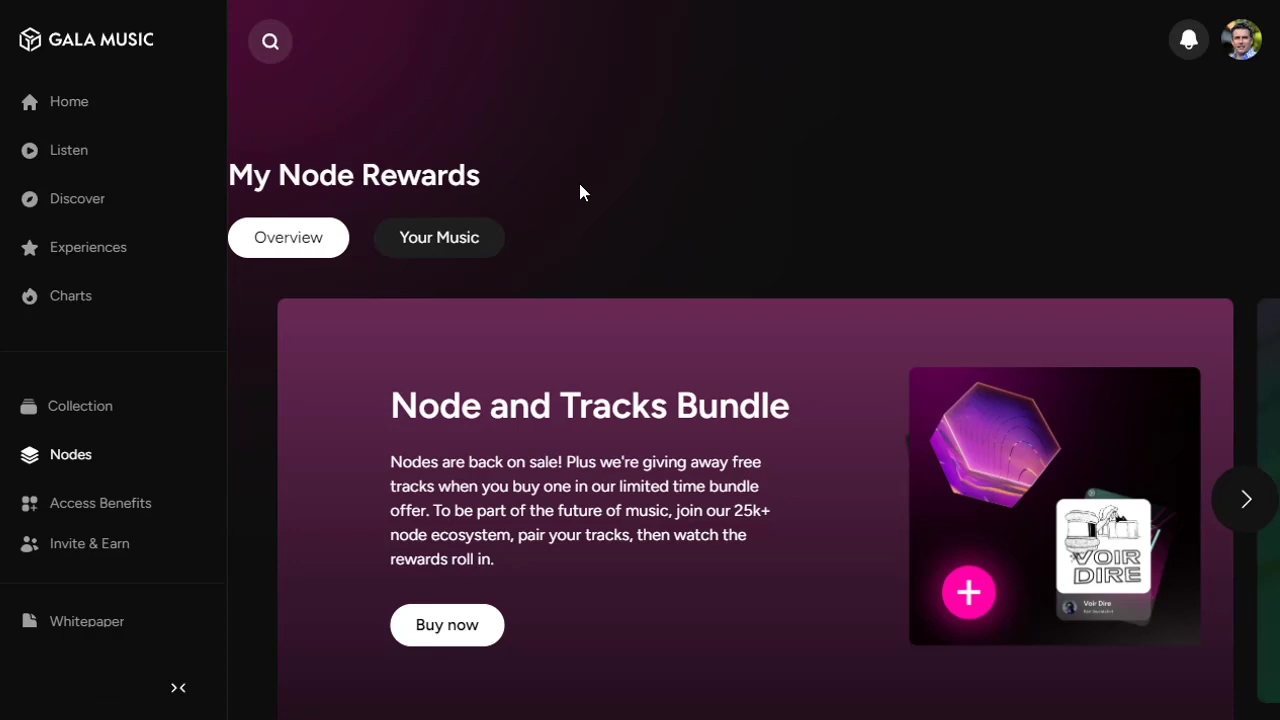 GALA MUSIC
Home
Listen
Discover
Experiences
Charts
Collection
Nodes
Access Benefits
Invite & Earn
Whitepaper
My Node Rewards
Overview
Your Music
Node and Tracks Bundle
Nodes are back on sale! Plus we're giving away free
tracks when you buy one in our limited time bundle
offer. To be part of the future of music, join our 25k+
node ecosystem, pair your tracks, then watch the
rewards roll in.
Buy now
VOIR
DIRE
Voir Dire